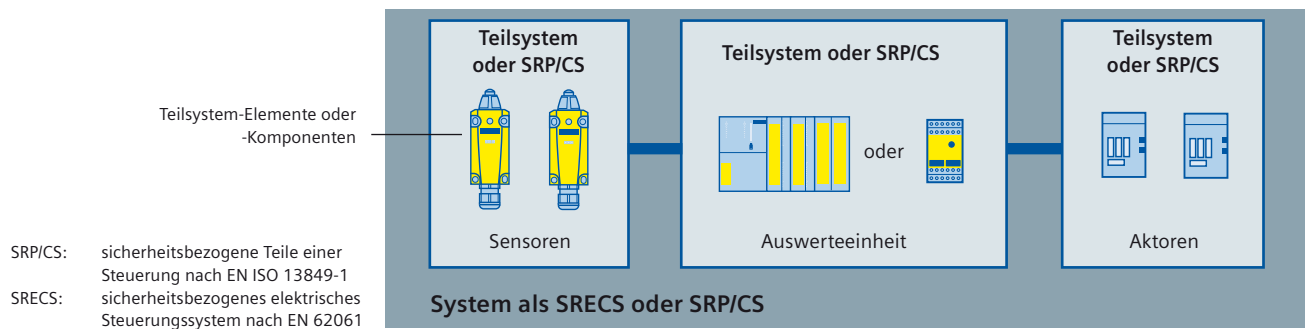 Teilsystem
oder SRP/CS
Teilsystem oder SRP/CS
Teilsystem
oder SRP/CS
Teilsystem-Elemente oder
-Komponenten
oder
Sensoren
Auswerteeinheit
Aktoren
SRP/CS: sicherheitsbezogene Teile einer
Steuerung nach EN ISO 13849-1
SRECS: sicherheitsbezogenes elektrisches
Steuerungssystem nach EN 62061
System als SRECS oder SRP/CS